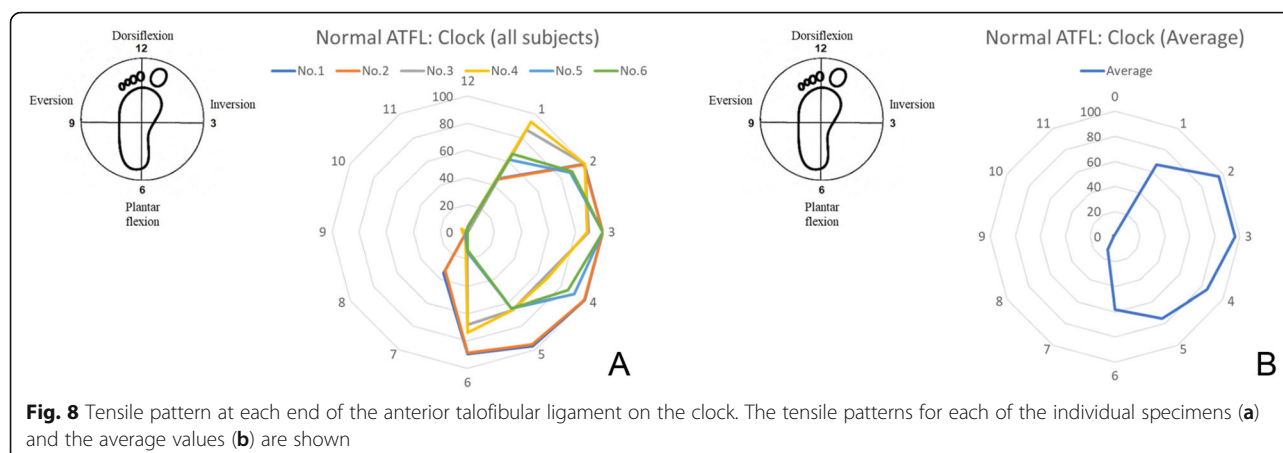 Dorsiflexion
12
Eversion
9
Inversion
3
6
Plantar
flexion
Normal ATFL: Clock (all subjects)
No.1 No.2 No.3 No.4 No.5 No.6
12
1
2
3
4
5
6
7
8
9
10
11
100
80
60
40
20
0
A
Dorsiflexion
12
Eversion
9
Inversion
3
6
Plantar
flexion
Normal ATFL: Clock (Average)
Average
0
1
2
3
4
5
6
7
8
9
10
11
100
80
60
40
20
0
B
Fig. 8 Tensile pattern at each end of the anterior talofibular ligament on the clock. The tensile patterns for each of the individual specimens (a)
and the average values (b) are shown